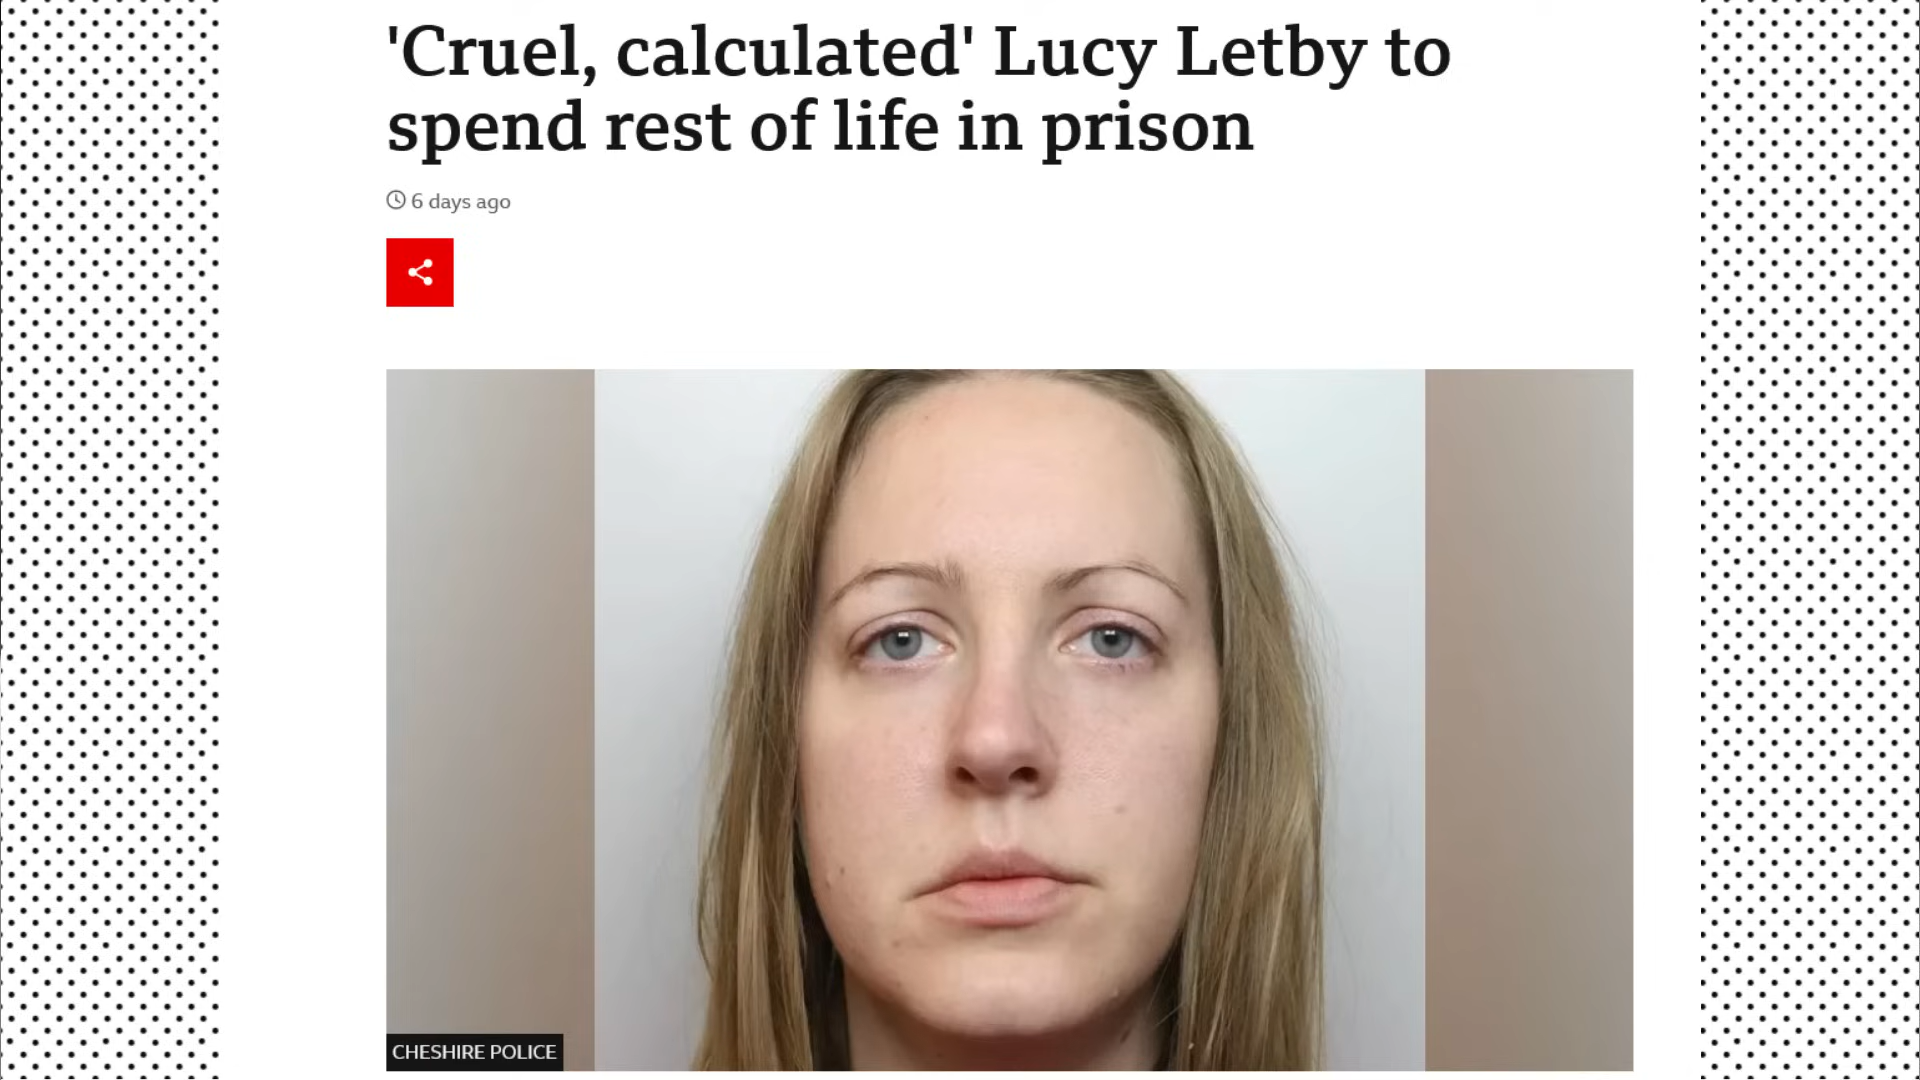 'Cruel, calculated' Lucy Letby to
spend rest of life in prison
6 days ago
CHESHIRE POLICE